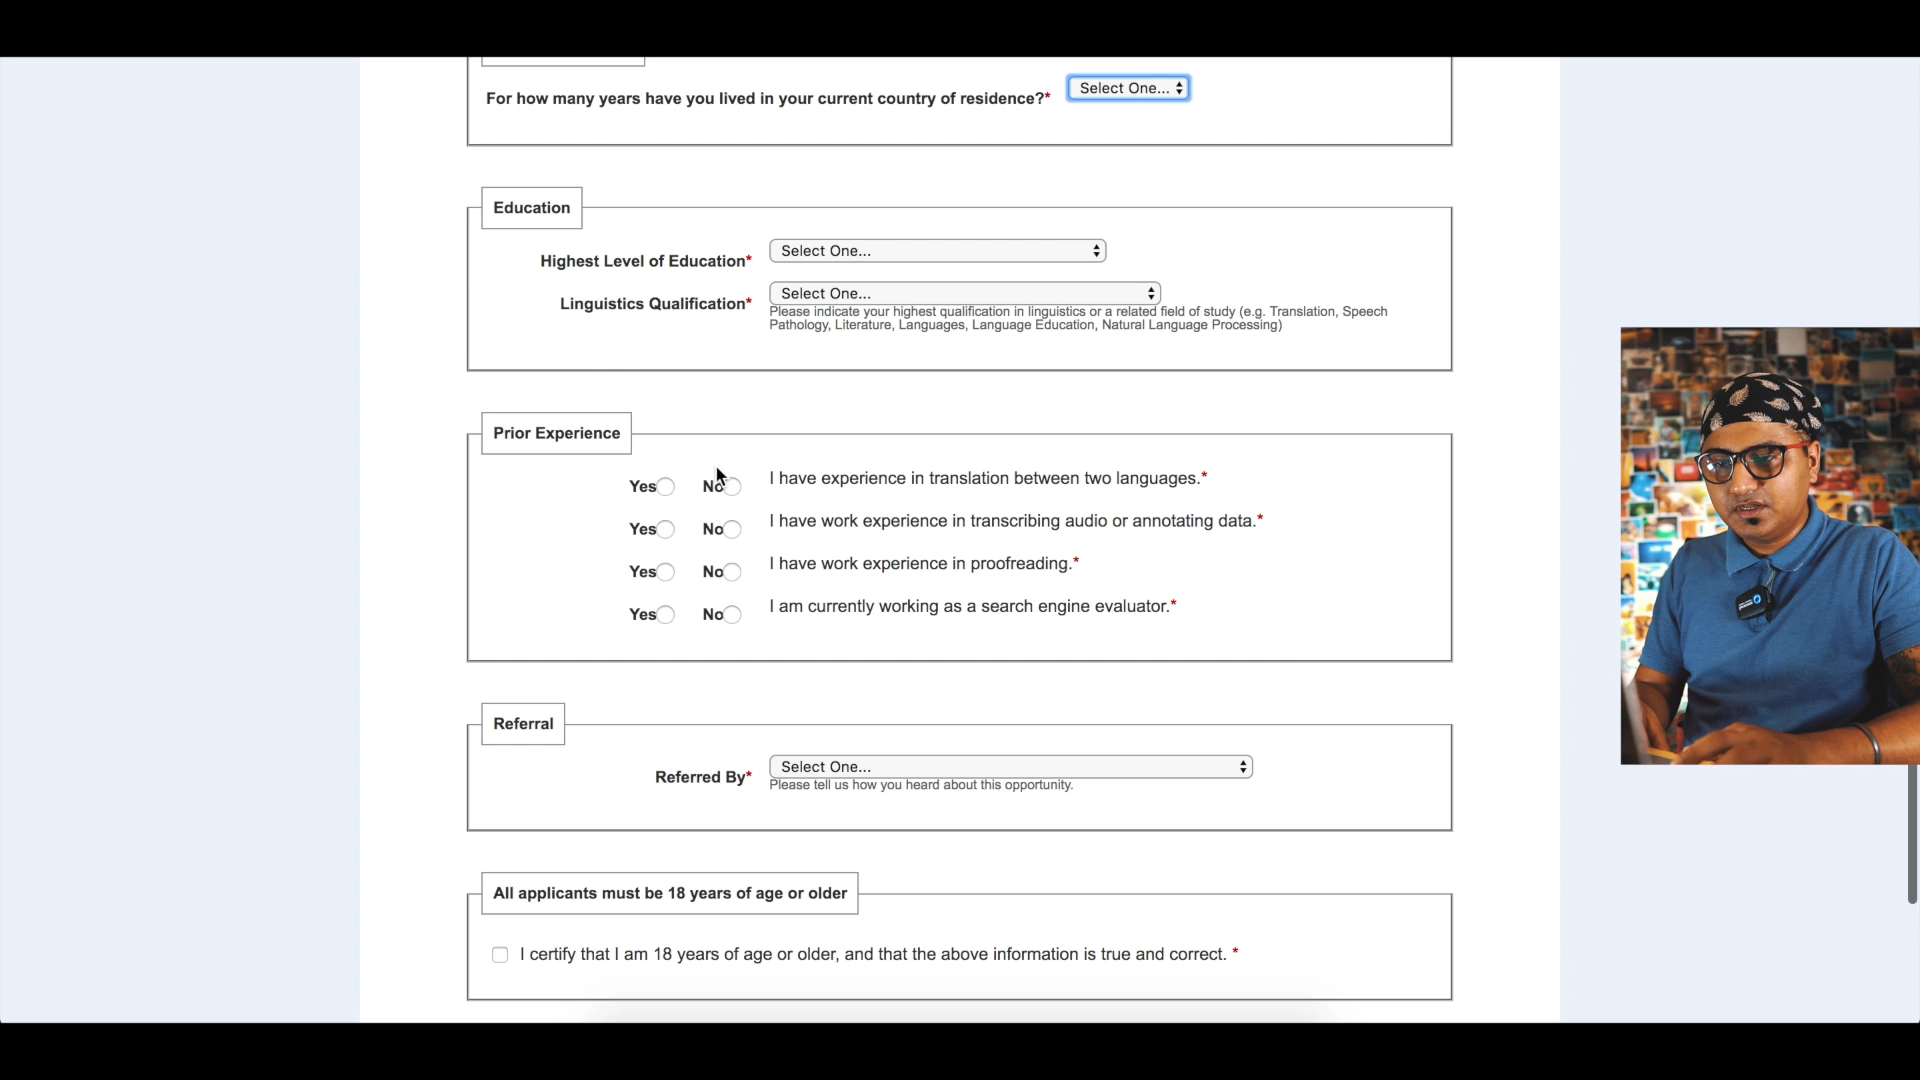 For how many years have you lived in your current country of residence?* Select One...
Education
Highest Level of Education* Select One...
Linguistics Qualification* Select One...
Please indicate your highest qualification in linguistics or a related field of study (e.g. Translation, Speech
Pathology, Literature, Languages, Language Education, Natural Language Processing)
Prior Experience
Yes No I have experience in translation between two languages.*
Yes No I have work experience in transcribing audio or annotating data.*
Yes No I have work experience in proofreading.*
Yes No I am currently working as a search engine evaluator.*
Referral
Referred By* Select One...
Please tell us how you heard about this opportunity.
All applicants must be 18 years of age or older
I certify that I am 18 years of age or older, and that the above information is true and correct. *